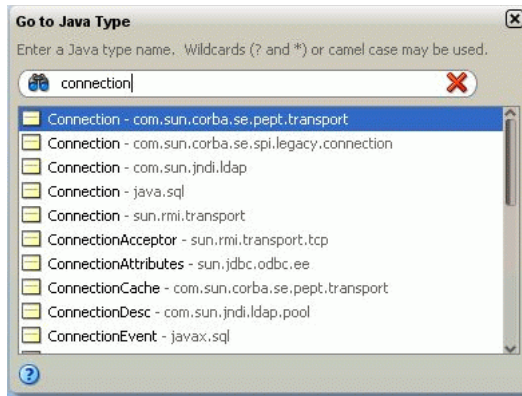 Go to Java Type
Enter a Java type name. Wildcards (? and *) or camel case may be used.
connection
Connection - com.sun.corba.se.pept.transport
Connection - com.sun.corba.se.spi.legacy.connection
Connection - com.sun.jndi.ldap
Connection - java.sql
Connection - sun.rmi.transport
ConnectionAcceptor - sun.rmi.transport.tcp
ConnectionAttributes - sun.jdbc.odbc.ee
ConnectionCache - com.sun.corba.se.pept.transport
ConnectionDesc - com.sun.jndi.ldap.pool
ConnectionEvent - javax.sql